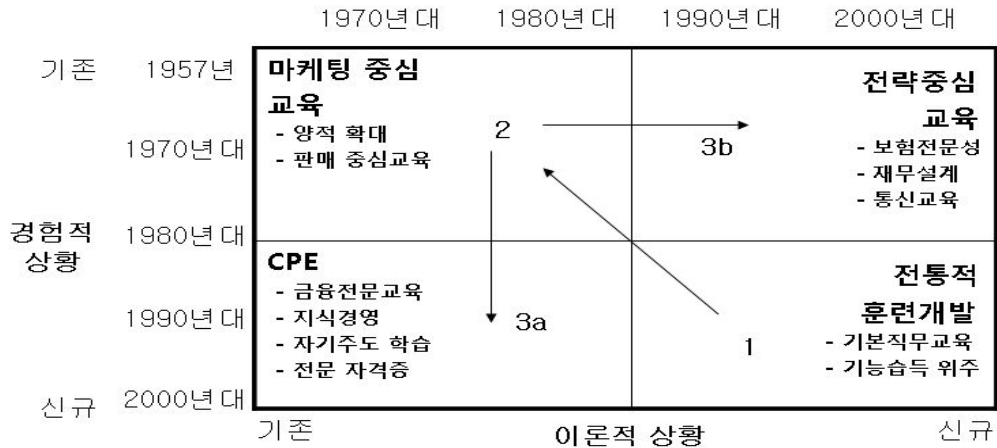 1970년대 1980년대 1990년대 2000년대
기존 1957년
1970년대
경험적
상황
1980년대
1990년대
신규 2000년대
마케팅 중심
교육
- 양적 확대
- 판매 중심교육
2
3b
전략중심
교육
- 보험전문성
- 재무설계
- 통신교육
CPE
- 금융전문교육
- 지식경영
- 자기주도 학습
- 전문 자격증
3a
1
전통적
훈련개발
- 기본직무교육
- 기능습득 위주
기존 이론적 상황 신규